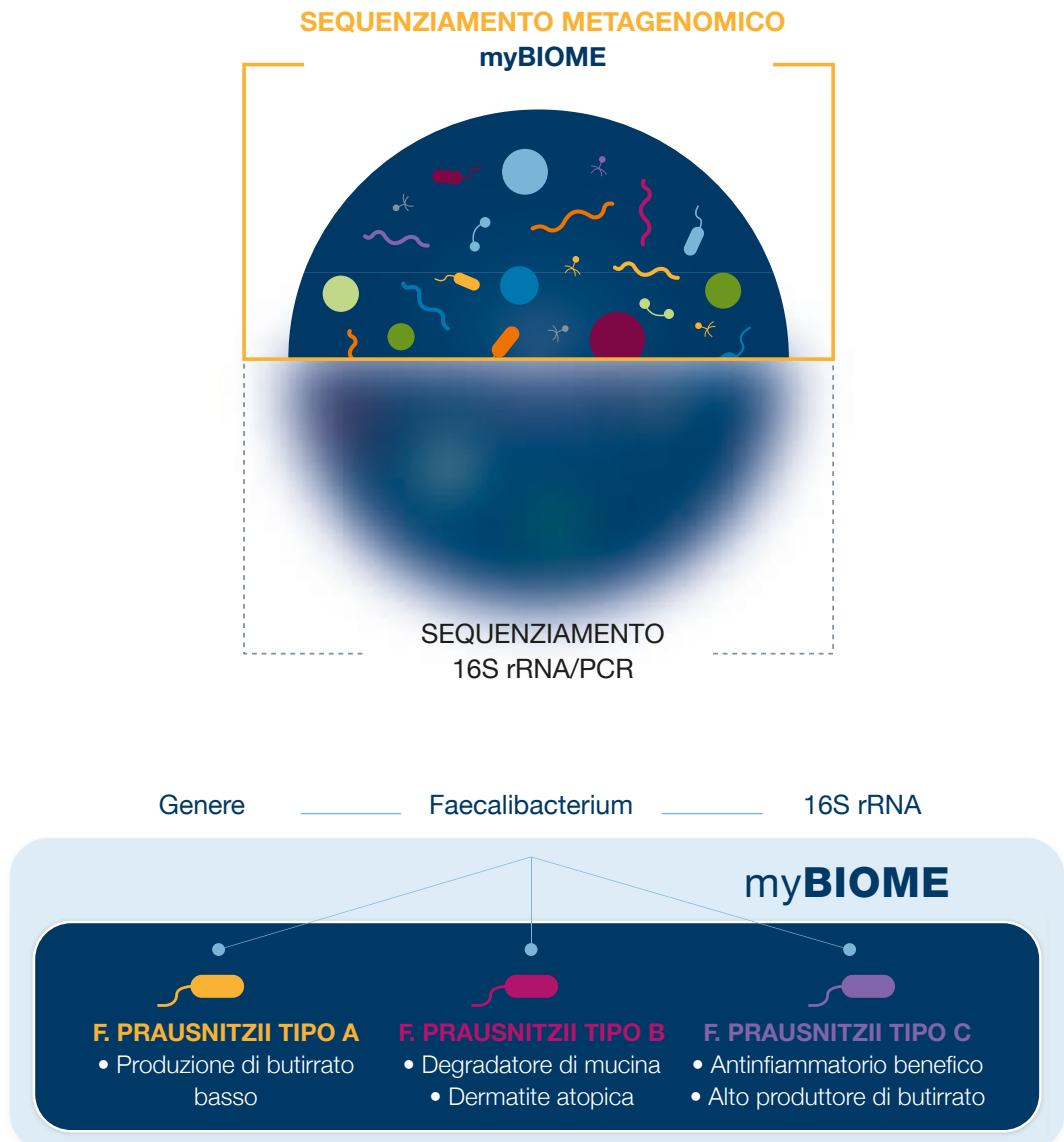 SEQUENZIAMENTO METAGENOMICO
myBIOME
SEQUENZIAMENTO
16S rRNA/PCR
Genere Faecalibacterium 16S rRNA
myBIOME
F. PRAUSNITZII TIPO A
• Produzione di butirrato
basso
F. PRAUSNITZII TIPO B
• Degradatore di mucina
• Dermatite atopica
F. PRAUSNITZII TIPO C
• Antinfiammatorio benefico
• Alto produttore di butirrato